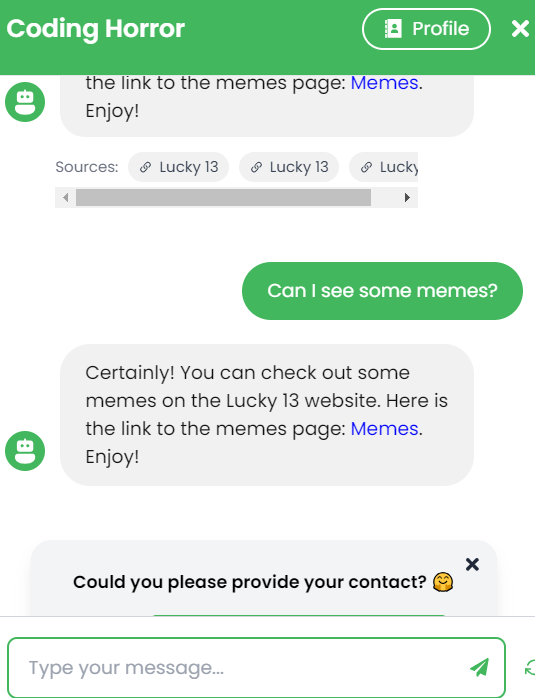 Coding Horror
Profile
the link to the memes page: Memes.
Enjoy!
Sources: Lucky 13 Lucky 13 Lucky
Can I see some memes?
Certainly! You can check out some
memes on the Lucky 13 website. Here is
the link to the memes page: Memes.
Enjoy!
Could you please provide your contact? 🤗
Type your message...